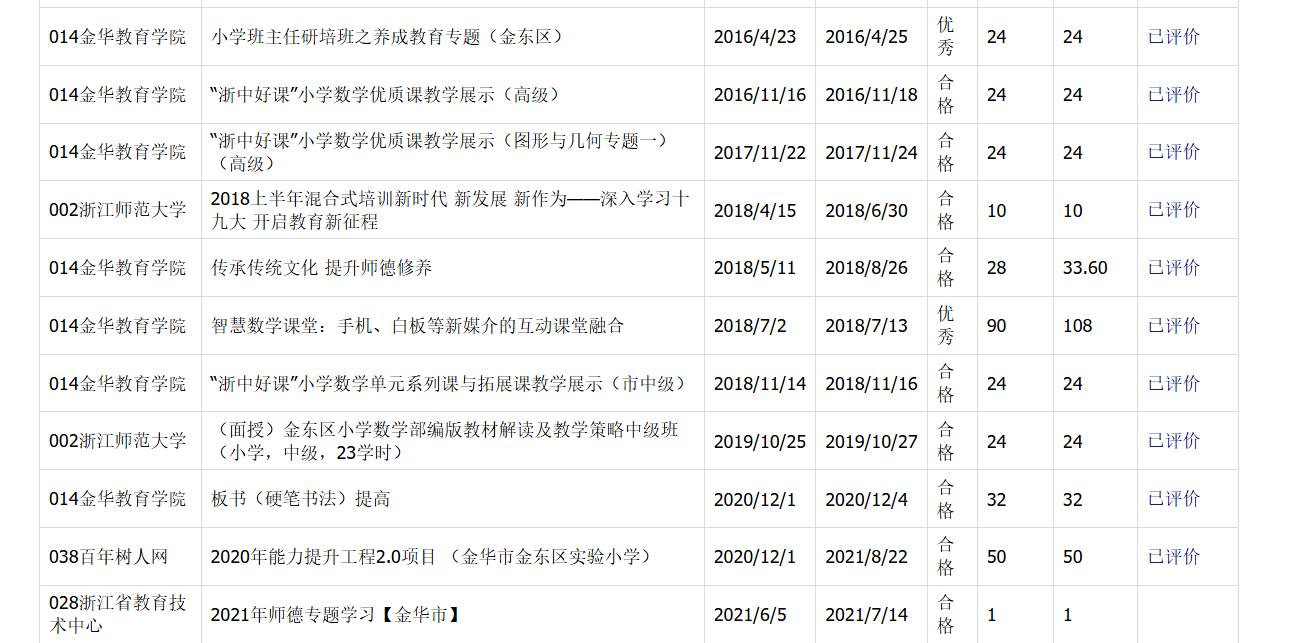 014金华教育学院 小学班主任研培班之养成教育专题（金东区） 2016/4/23 2016/4/25 优秀 24 24 已评价
014金华教育学院 “浙中好课”小学数学优质课教学展示（高级） 2016/11/16 2016/11/18 合格 24 24 已评价
014金华教育学院 “浙中好课”小学数学优质课教学展示（图形与几何专题一）（高级） 2017/11/22 2017/11/24 合格 24 24 已评价
002浙江师范大学 2018上半年混合式培训新时代 新发展 新作为——深入学习十九大 开启教育新征程 2018/4/15 2018/6/30 合格 10 10 已评价
014金华教育学院 传承传统文化 提升师德修养 2018/5/11 2018/8/26 合格 28 33.60 已评价
014金华教育学院 智慧数学课堂：手机、白板等新媒介的互动课堂融合 2018/7/2 2018/7/13 优秀 90 108 已评价
014金华教育学院 “浙中好课”小学数学单元系列课与拓展课教学展示（市中级） 2018/11/14 2018/11/16 合格 24 24 已评价
002浙江师范大学 （面授）金东区小学数学部编版教材解读及教学策略中级班（小学，中级，23学时） 2019/10/25 2019/10/27 合格 24 24 已评价
014金华教育学院 板书（硬笔书法）提高 2020/12/1 2020/12/4 合格 32 32 已评价
038百年树人网 2020年能力提升工程2.0项目 （金华市金东区实验小学） 2020/12/1 2021/8/22 合格 50 50 已评价
028浙江省教育技术中心 2021年师德专题学习【金华市】 2021/6/5 2021/7/14 合格 1 1